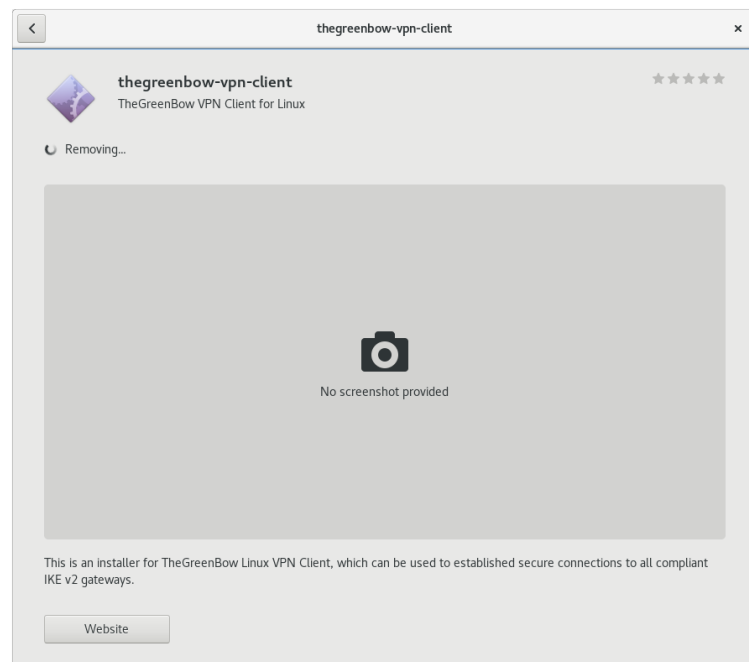 thegreenbow-vpn-client
thegreenbow-vpn-client
TheGreenBow VPN Client for Linux
Removing...
No screenshot provided
This is an installer for TheGreenBow Linux VPN Client, which can be used to established secure connections to all compliant
IKE v2 gateways.
Website